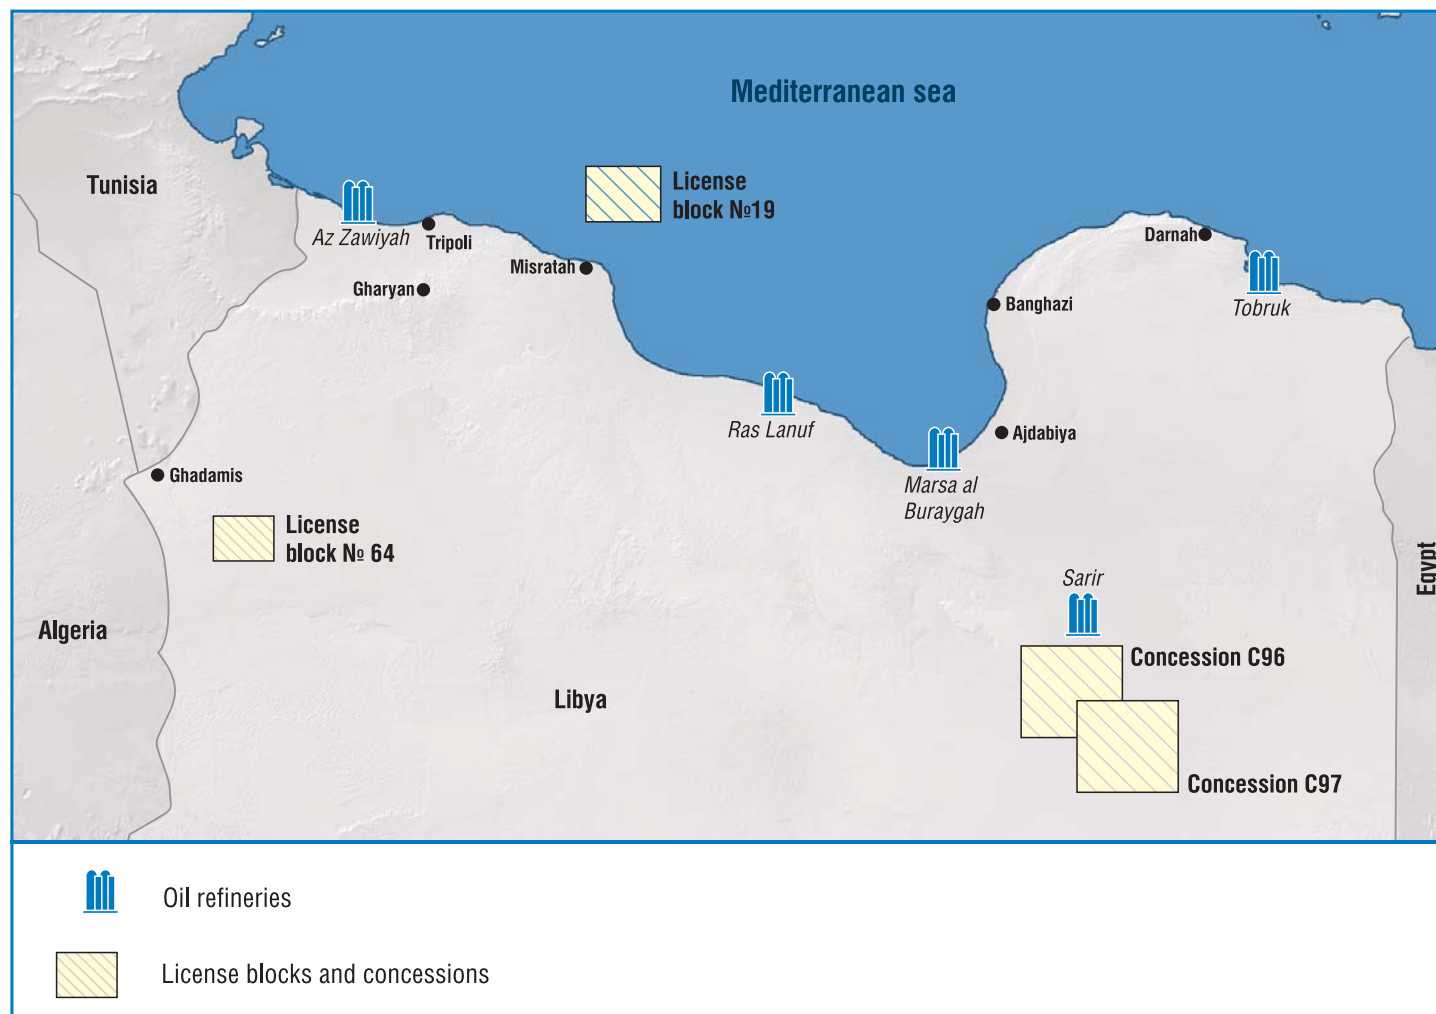 Mediterranean sea
Tunisia
License
block №19
Az Zawiyah
Tripoli
Darnah
Misratah
Gharyan
Banghazi
Tobruk
Ras Lanuf
Ajdabiya
Ghadamis
Marsa al
Buraygah
License
block № 64
Egypt
Sarir
Algeria
Concession C96
Libya
Concession C97
Oil refineries
License blocks and concessions